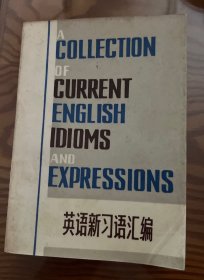 A
COLLECTION
OF
CURRENT
ENGLISH
IDIOMS
AND
EXPRESSIONS
英语新习语汇编